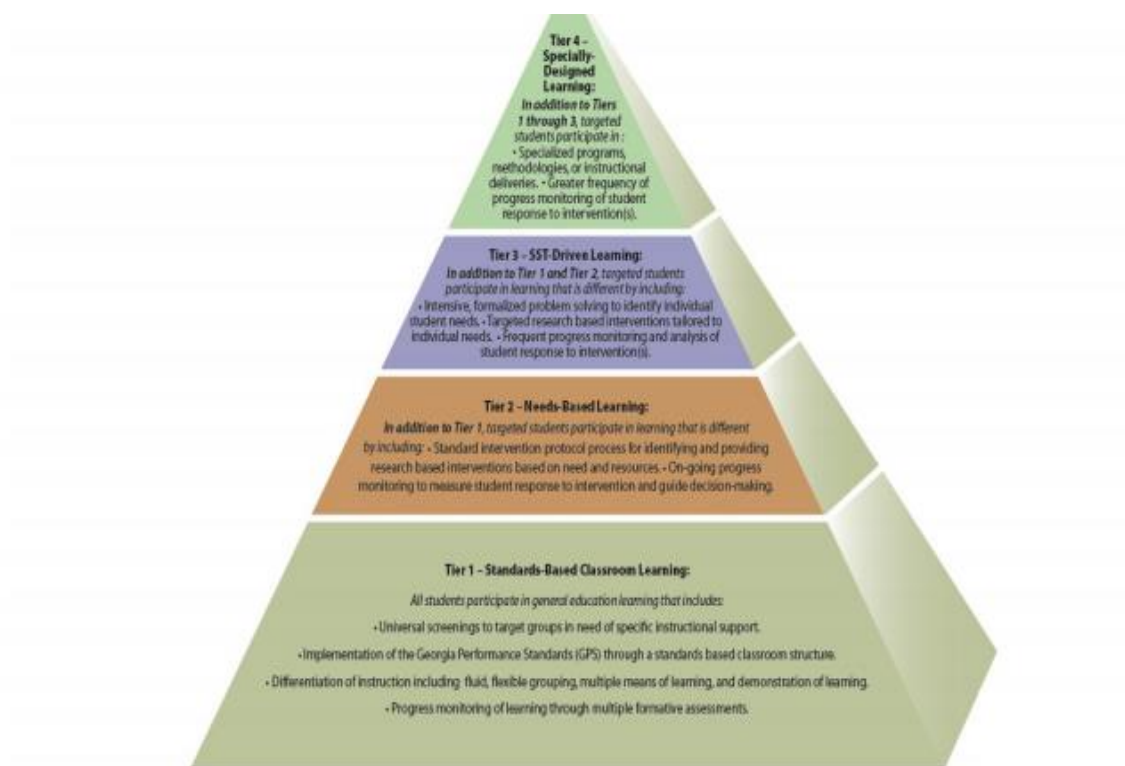 Tier 4 –
Specially-
Designed
Learning:
In addition to Tiers
1 through 3, targeted
students participate in :
• Specialized programs,
methodologies, or instructional
deliveries. • Greater frequency of
progress monitoring of student
response to intervention(s).
Tier 3 – SST-Driven Learning:
In addition to Tier 1 and Tier 2, targeted students
participate in learning that is different by including:
• Intensive, formalized problem solving to identify individual
student needs. • Targeted research based interventions tailored to
individual needs. • Frequent progress monitoring and analysis of
student response to intervention(s).
Tier 2 – Needs-Based Learning:
In addition to Tier 1, targeted students participate in learning that is different
by including: • Standard intervention protocol process for identifying and providing
research based interventions based on need and resources. • On-going progress
monitoring to measure student response to intervention and guide decision-making.
Tier 1 – Standards-Based Classroom Learning:
All students participate in general education learning that includes:
• Universal screenings to target groups in need of specific instructional support.
• Implementation of the Georgia Performance Standards (GPS) through a standards based classroom structure.
• Differentiation of instruction including fluid, flexible grouping, multiple means of learning, and demonstration of learning.
• Progress monitoring of learning through multiple formative assessments.